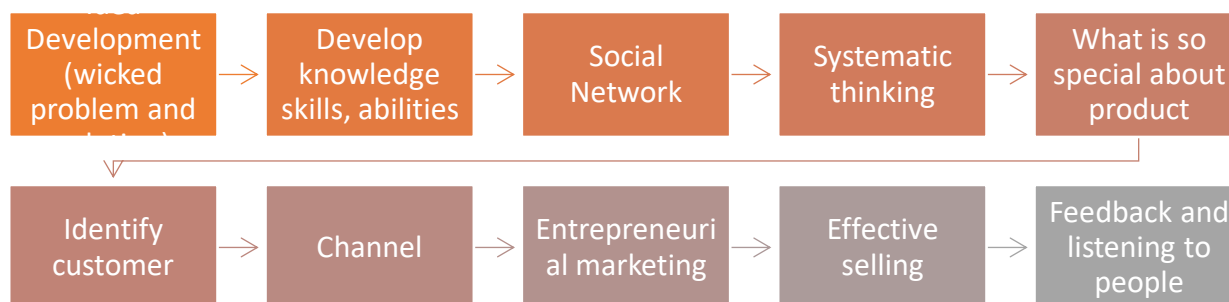 Idea
Development
(wicked
problem and
Develop
knowledge
skills, abilities
Social
Network
Systematic
thinking
What is so
special about
product
Identify
customer
Channel
Entrepreneuri
al marketing
Effective
selling
Feedback and
listening to
people